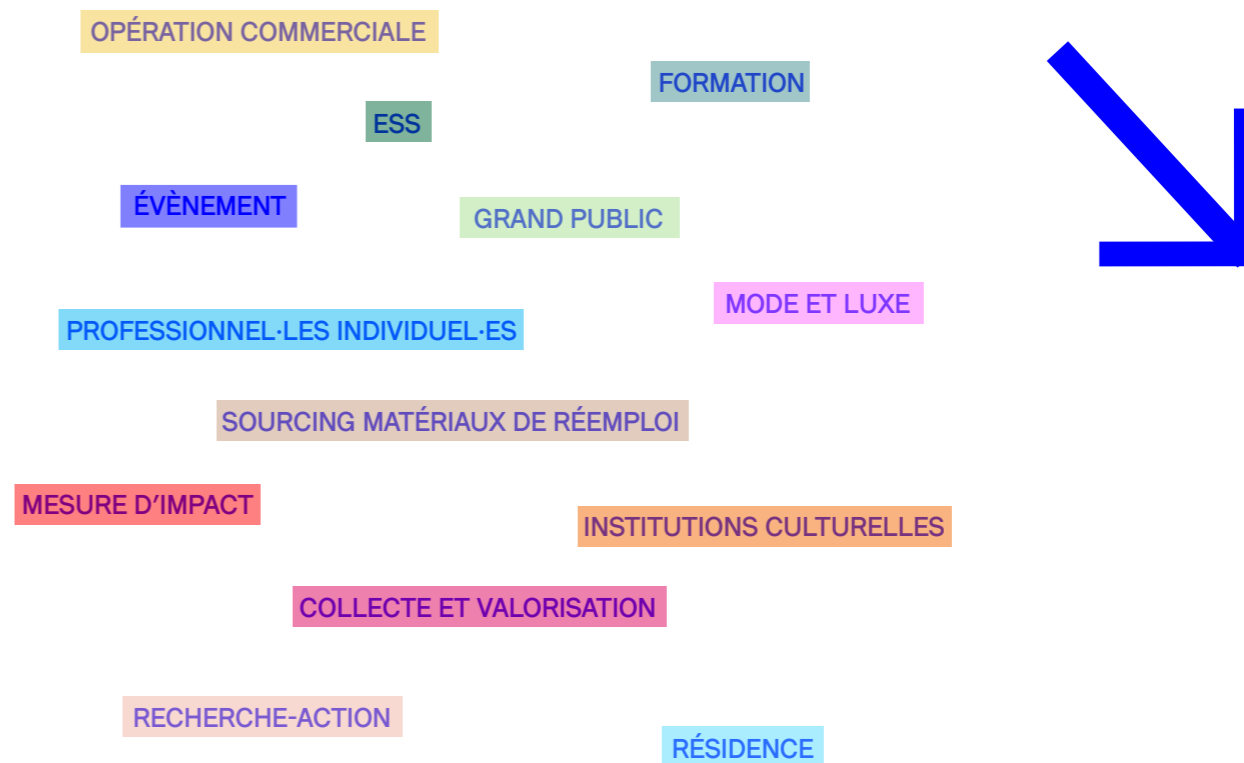 OPÉRATION COMMERCIALE
FORMATION
ESS
ÉVÈNEMENT
GRAND PUBLIC
MODE ET LUXE
PROFESSIONNEL·LES INDIVIDUEL·ES
SOURCING MATÉRIAUX DE RÉEMPLOI
MESURE D'IMPACT
INSTITUTIONS CULTURELLES
COLLECTE ET VALORISATION
RECHERCHE-ACTION
RÉSIDENCE